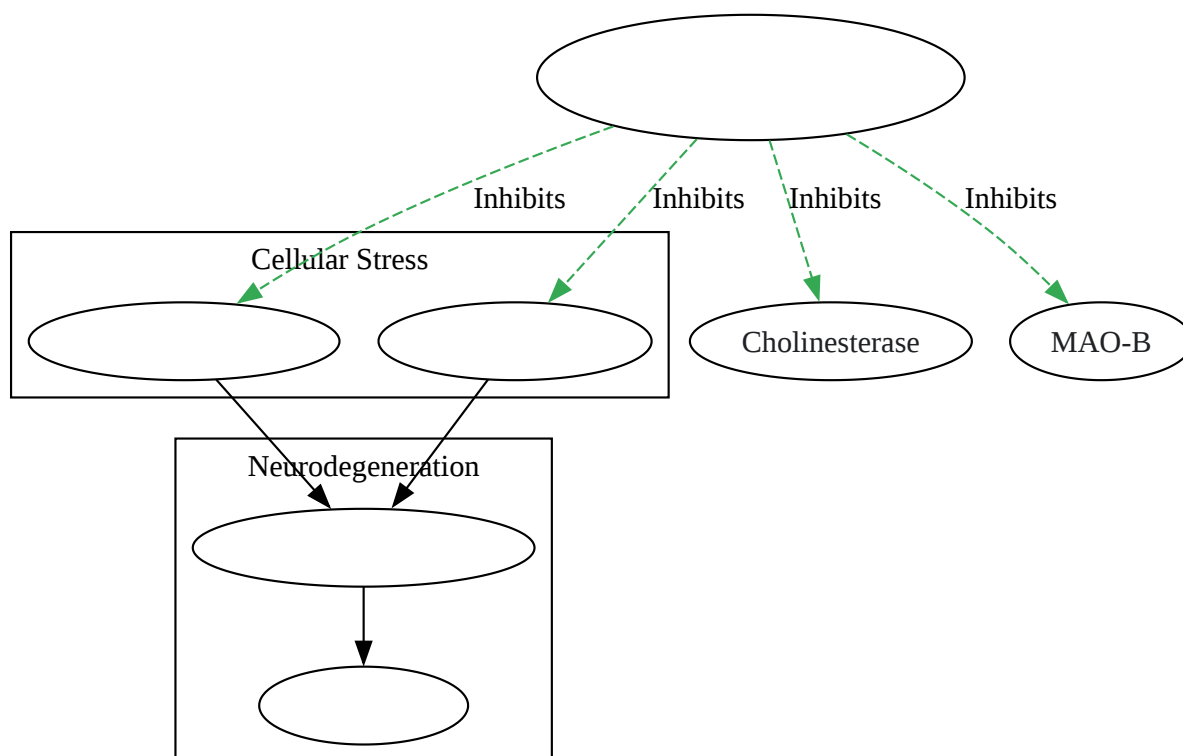 Inhibits
Inhibits
Inhibits
Inhibits
Cellular Stress
Cholinesterase
MAO-B
Neurodegeneration